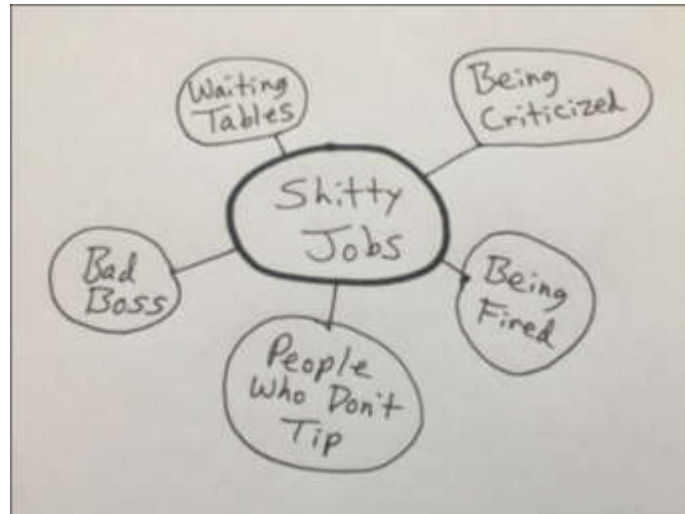 Waiting
Tables
Being
Criticized
Shitty
Jobs
Bad
Boss
Being
Fired
People
Who Don't
Tip